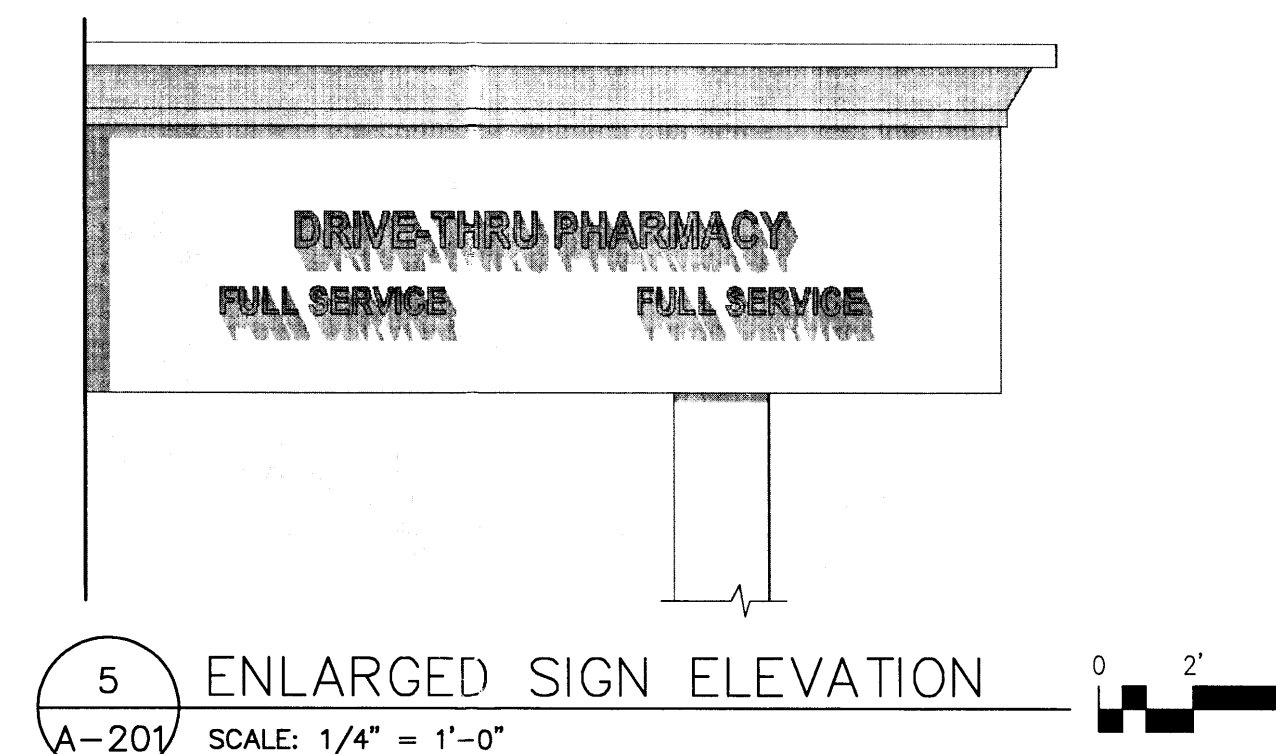 DRIVE-THRU PHARMACY
FULL SERVICE FULL SERVICE
5 ENLARGED SIGN ELEVATION
A-201 SCALE: 1/4" = 1'-0"
0 2'